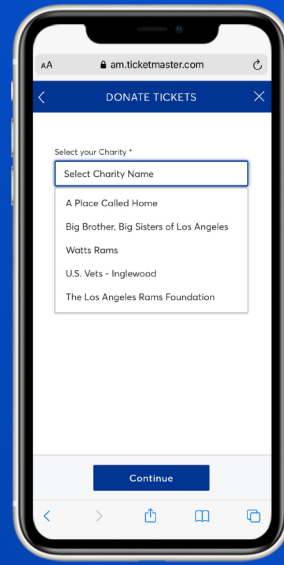 AA am.ticketmaster.com
DONATE TICKETS
Select your Charity *
Select Charity Name
A Place Called Home
Big Brother, Big Sisters of Los Angeles
Watts Rams
U.S. Vets - Inglewood
The Los Angeles Rams Foundation
Continue